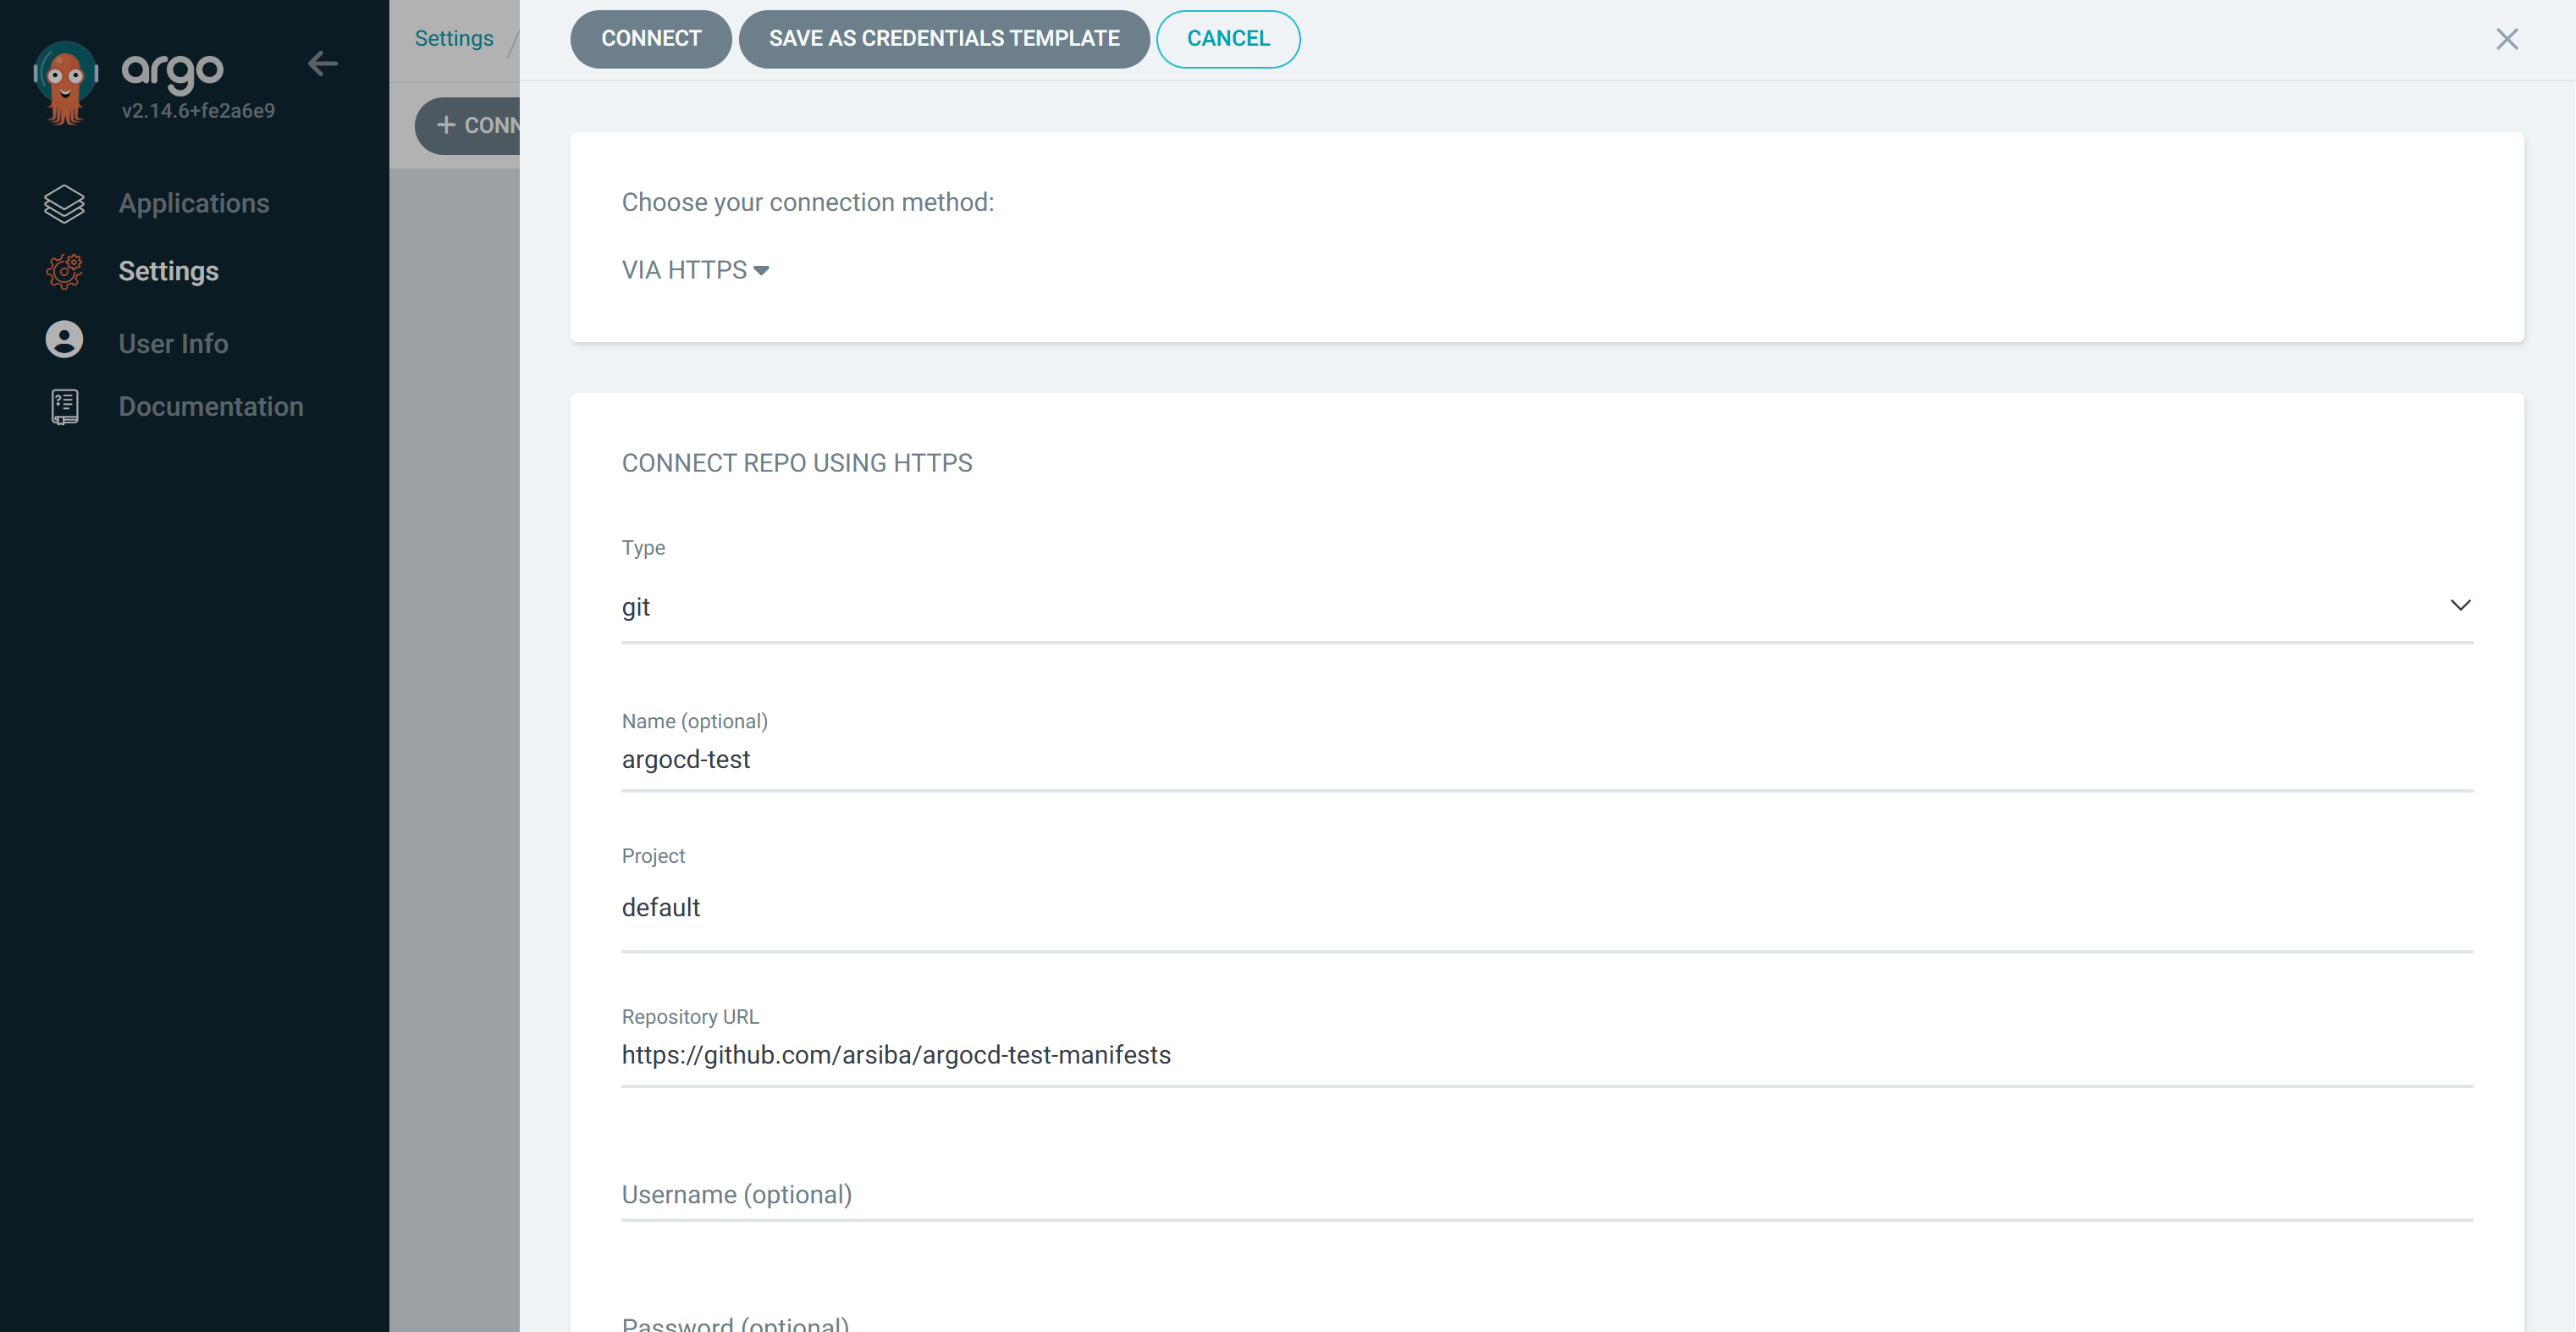 argo
v2.14.6+fe2a6e9
Applications
Settings
User Info
Documentation
Settings /
+ CONN
CONNECT
SAVE AS CREDENTIALS TEMPLATE
CANCEL
Choose your connection method:
VIA HTTPS
CONNECT REPO USING HTTPS
Type
git
Name (optional)
argocd-test
Project
default
Repository URL
https://github.com/arsiba/argocd-test-manifests
Username (optional)
Password (optional)